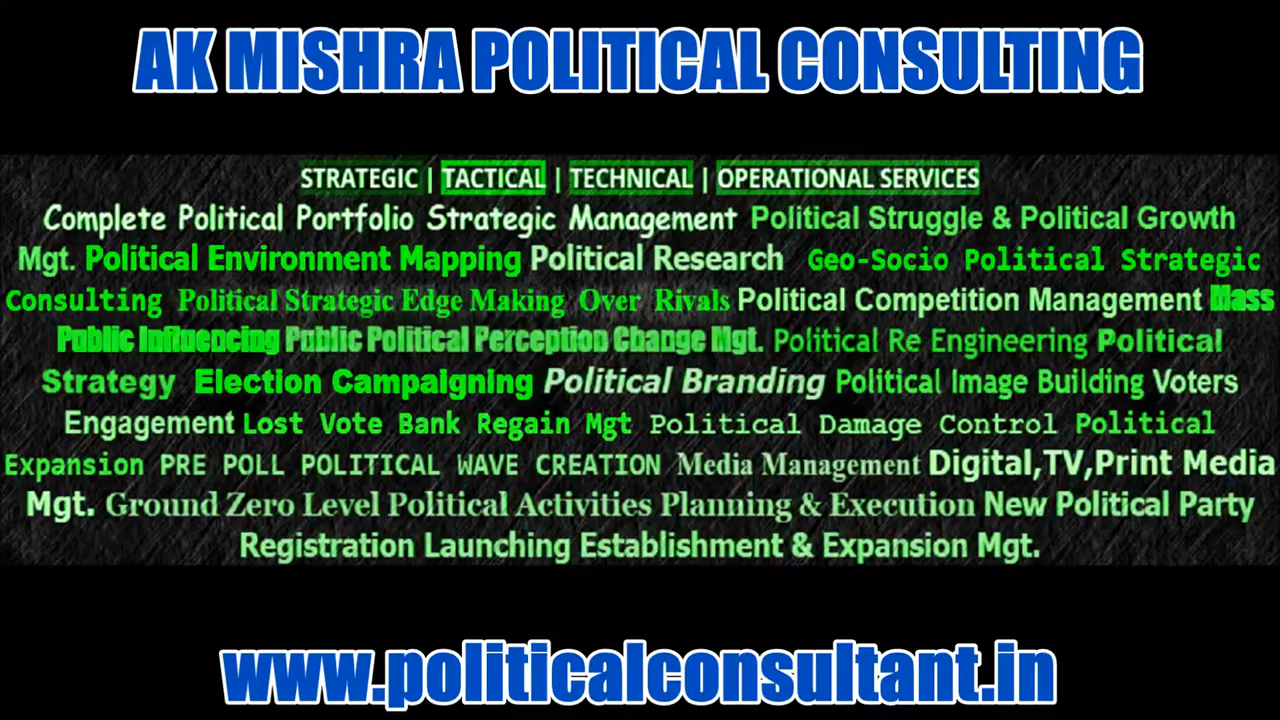 AK MISHRA POLITICAL CONSULTING
STRATEGIC | TACTICAL | TECHNICAL | OPERATIONAL SERVICES
Complete Political Portfolio Strategic Management Political Struggle & Political Growth
Mgt. Political Environment Mapping Political Research Geo-Socio Political Strategic
Consulting Political Strategic Edge Making Over Rivals Political Competition Management Mass
Public Influencing Public Political Perception Change Mgt. Political Re Engineering Political
Strategy Election Campaigning Political Branding Political Image Building Voters
Engagement Lost Vote Bank Regain Mgt Political Damage Control Political
Expansion PRE POLL POLITICAL WAVE CREATION Media Management Digital,TV,Print Media
Mgt. Ground Zero Level Political Activities Planning & Execution New Political Party
Registration Launching Establishment & Expansion Mgt.
www.politicalconsultant.in